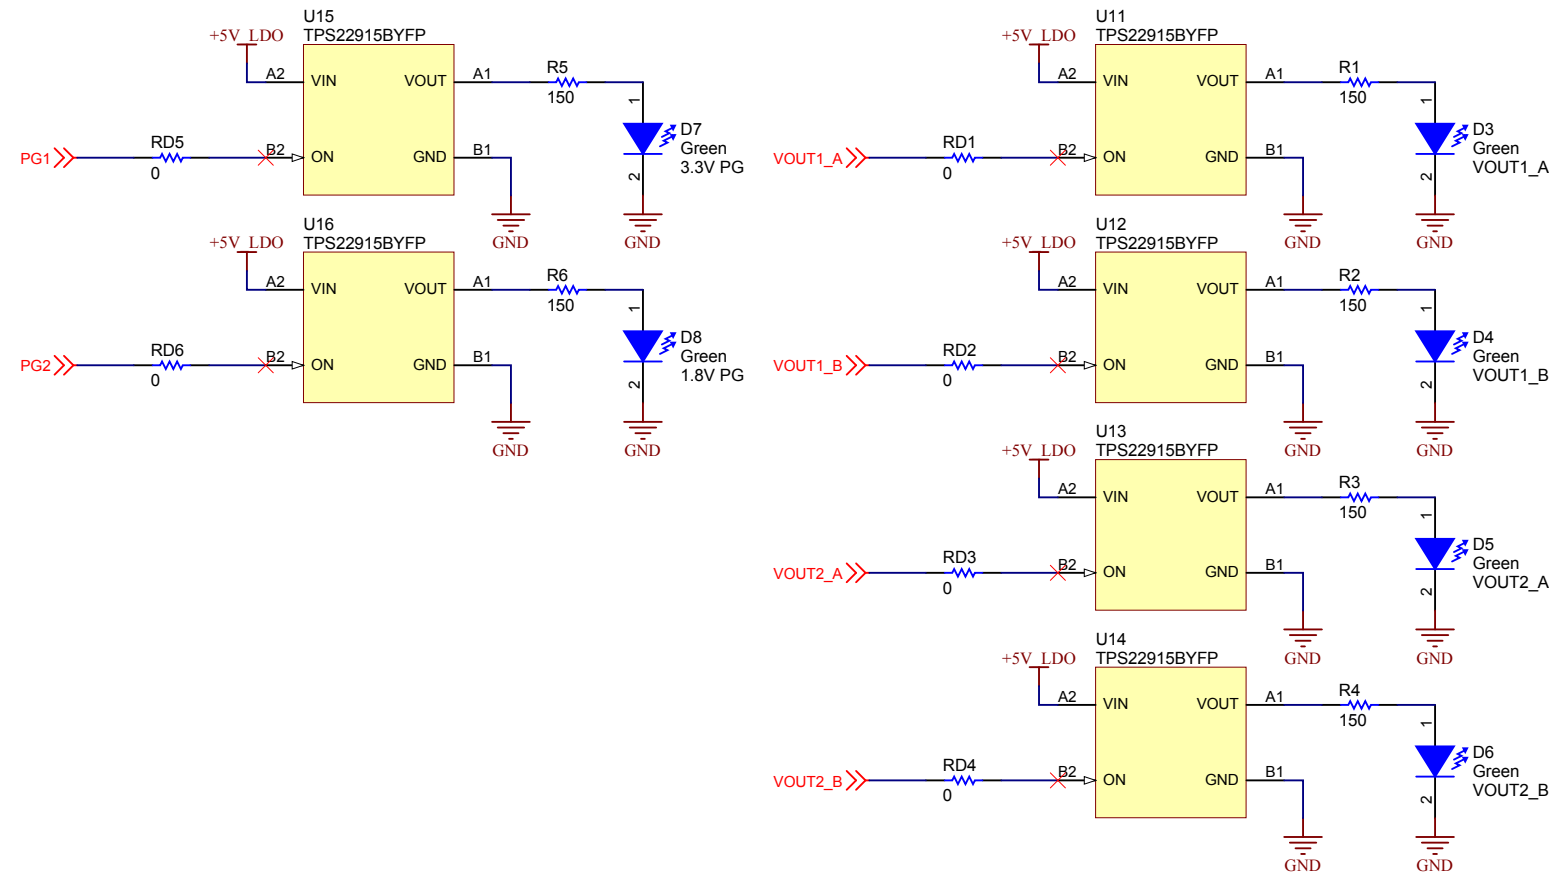 U15
TPS22915BYFP
+5V_LDO
A2
VIN
VOUT
A1
R5
150
1
D7
Green
3.3V PG
2
PG1
RD5
0
B2
ON
GND
B1
GND
GND
U16
TPS22915BYFP
+5V_LDO
A2
VIN
VOUT
A1
R6
150
1
D8
Green
1.8V PG
2
PG2
RD6
0
B2
ON
GND
B1
GND
GND
U11
TPS22915BYFP
+5V_LDO
A2
VIN
VOUT
A1
R1
150
1
D3
Green
VOUT1_A
2
VOUT1_A
RD1
0
B2
ON
GND
B1
GND
GND
U12
TPS22915BYFP
+5V_LDO
A2
VIN
VOUT
A1
R2
150
1
D4
Green
VOUT1_B
2
VOUT1_B
RD2
0
B2
ON
GND
B1
GND
GND
U13
TPS22915BYFP
+5V_LDO
A2
VIN
VOUT
A1
R3
150
1
D5
Green
VOUT2_A
2
VOUT2_A
RD3
0
B2
ON
GND
B1
GND
GND
U14
TPS22915BYFP
+5V_LDO
A2
VIN
VOUT
A1
R4
150
1
D6
Green
VOUT2_B
2
VOUT2_B
RD4
0
B2
ON
GND
B1
GND
GND